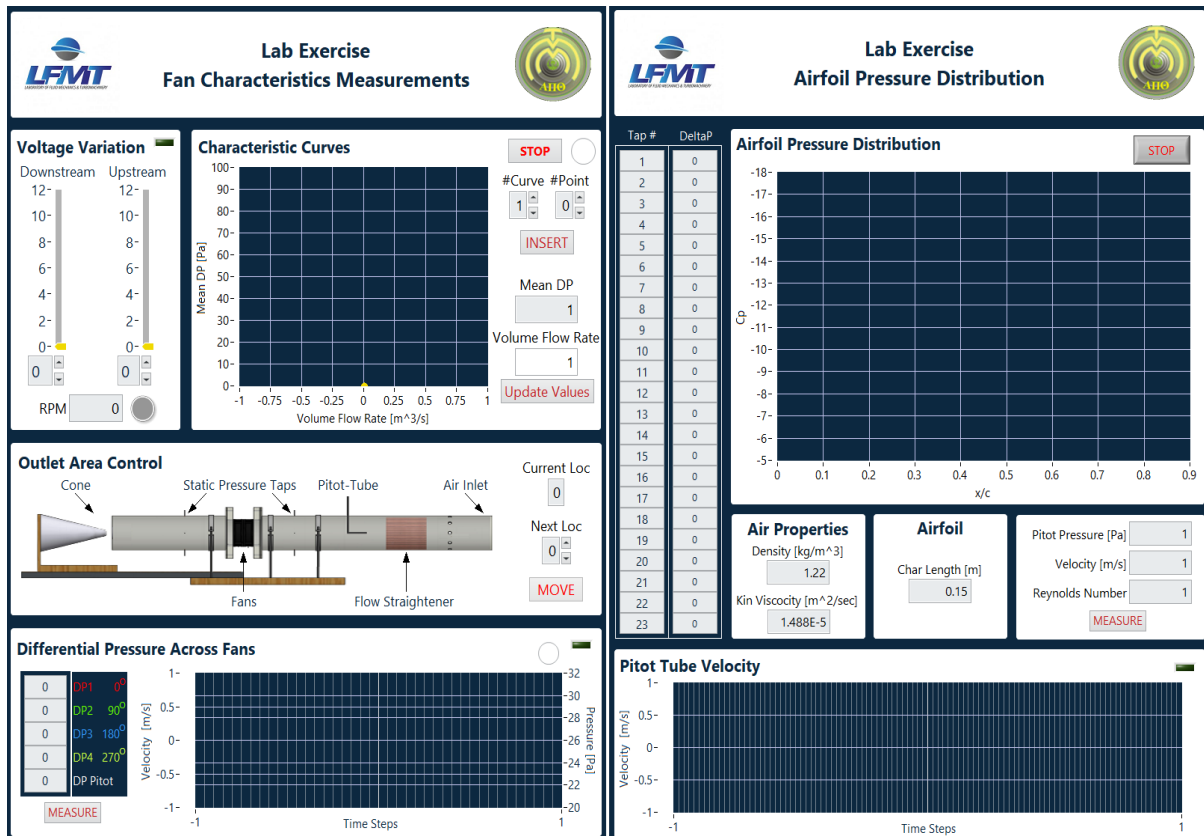 LFMT
LABORATORY OF FLUID MECHANICS & TURBOMACHINERY
Lab Exercise
Fan Characteristics Measurements
ΑΠΘ
Voltage Variation
Downstream Upstream
12- 12-
10- 10-
8- 8-
6- 6-
4- 4-
2- 2-
0- 0-
0 0
RPM 0
Characteristic Curves
Mean DP [Pa]
100-
90-
80-
70-
60-
50-
40-
30-
20-
10-
0-
-1 -0.75 -0.5 -0.25 0 0.25 0.5 0.75 1
Volume Flow Rate [m^3/s]
STOP
#Curve #Point
1 0
INSERT
Mean DP
1
Volume Flow Rate
1
Update Values
Outlet Area Control
Cone Static Pressure Taps Pitot-Tube Air Inlet
Fans Flow Straightener
Current Loc
0
Next Loc
0
MOVE
Differential Pressure Across Fans
0 DP1 0°
0 DP2 90°
0 DP3 180°
0 DP4 270°
0 DP Pitot
MEASURE
Velocity [m/s]
1-
0.5-
0-
-0.5-
-1-
-1 1
Time Steps
-32
-30
-28
-26
-24
-22
-20
Pressure [Pa]
LFMT
LABORATORY OF FLUID MECHANICS & TURBOMACHINERY
Lab Exercise
Airfoil Pressure Distribution
ΑΠΘ
Tap # DeltaP
1 0
2 0
3 0
4 0
5 0
6 0
7 0
8 0
9 0
10 0
11 0
12 0
13 0
14 0
15 0
16 0
17 0
18 0
19 0
20 0
21 0
22 0
23 0
Airfoil Pressure Distribution
STOP
Cp
-18-
-17-
-16-
-15-
-14-
-13-
-12-
-11-
-10-
-9-
-8-
-7-
-6-
-5-
0 0.1 0.2 0.3 0.4 0.5 0.6 0.7 0.8 0.9
x/c
Air Properties
Density [kg/m^3]
1.22
Kin Viscocity [m^2/sec]
1.488E-5
Airfoil
Char Length [m]
0.15
Pitot Pressure [Pa] 1
Velocity [m/s] 1
Reynolds Number 1
MEASURE
Pitot Tube Velocity
Velocity [m/s]
1-
0.5-
0-
-0.5-
-1-
-1 1
Time Steps